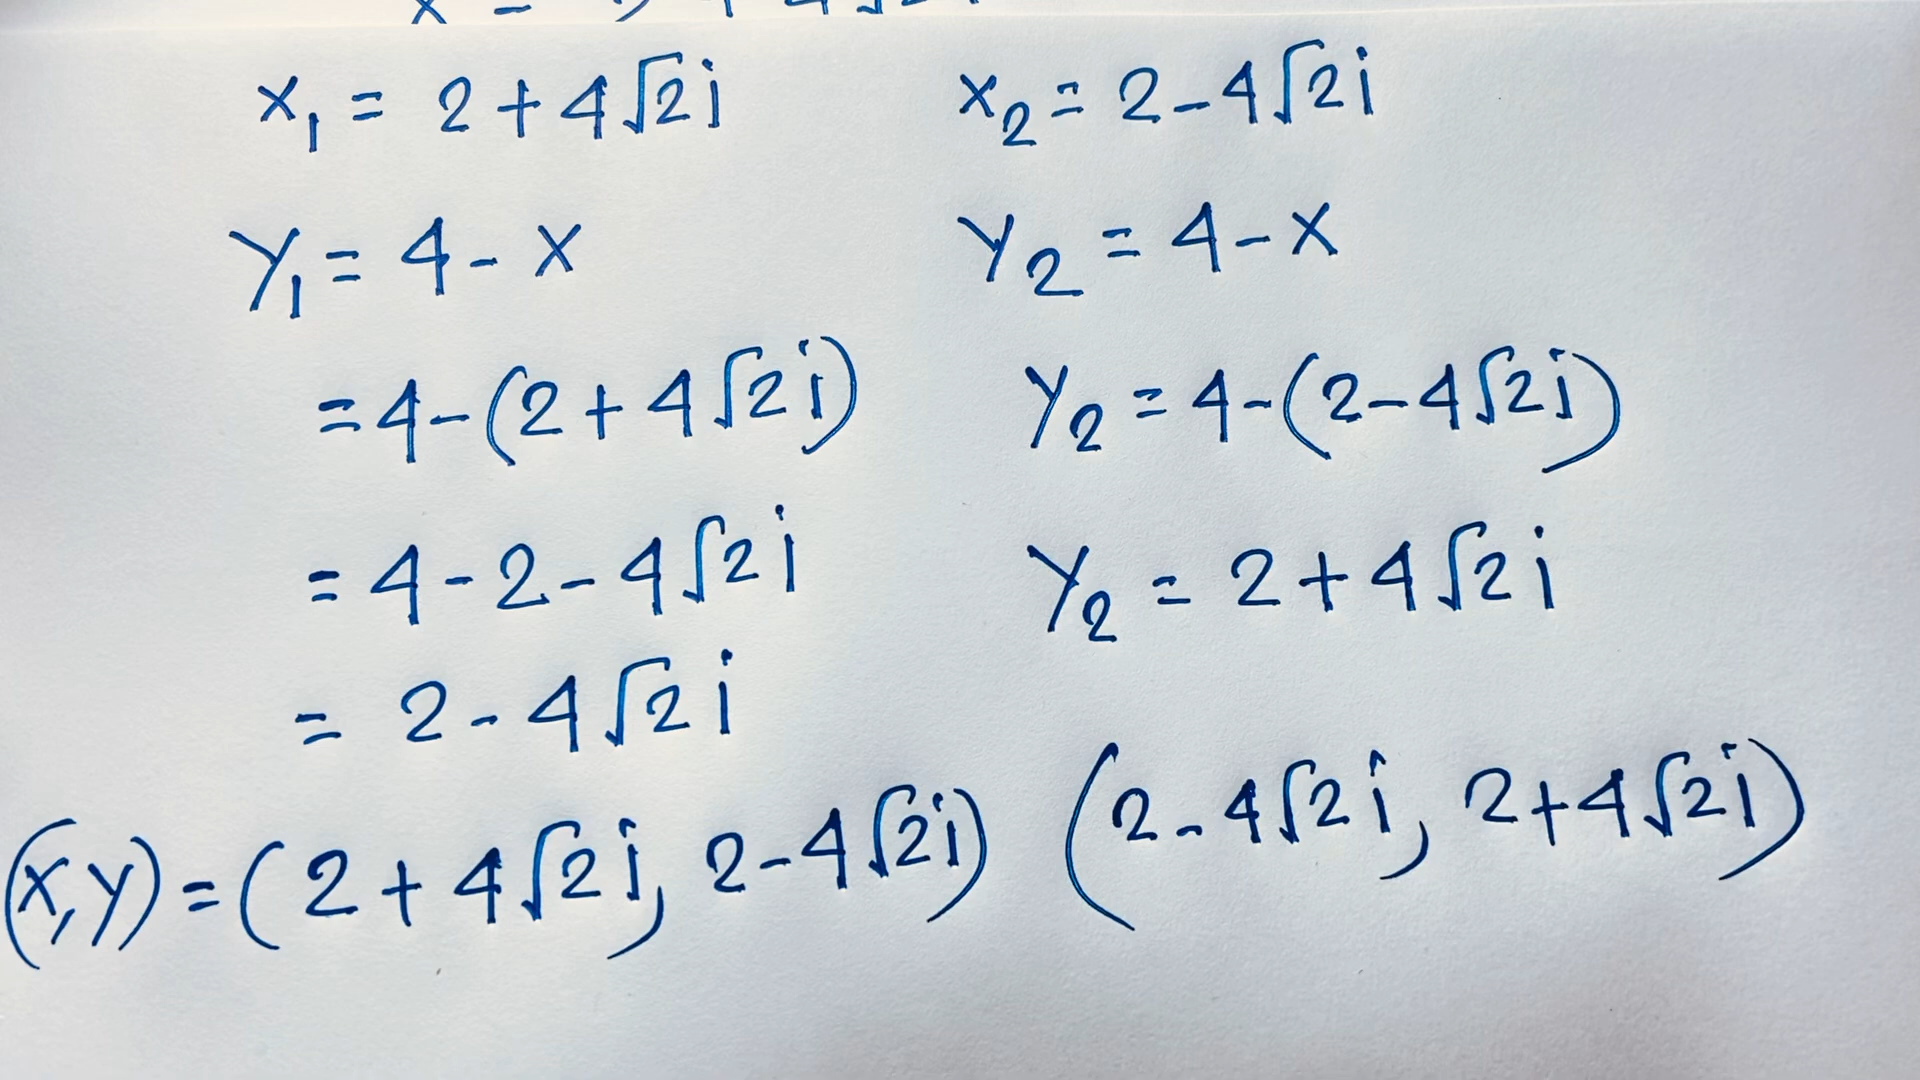 x₁ = 2 + 4√2i
y₁ = 4 - x
= 4 - (2 + 4√2i)
= 4 - 2 - 4√2i
= 2 - 4√2i
x₂ = 2 - 4√2i
y₂ = 4 - x
y₂ = 4 - (2 - 4√2i)
y₂ = 2 + 4√2i
(x, y) = (2 + 4√2i, 2 - 4√2i) (2 - 4√2i, 2 + 4√2i)